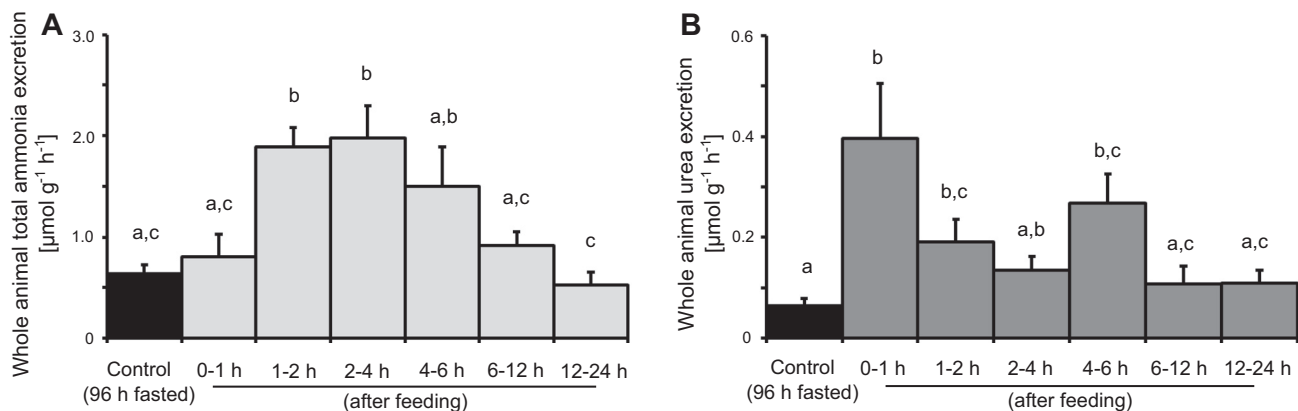 A
Whole animal total ammonia excretion
[µmol g-1 h-1]
3.0
2.0
1.0
0
a,c
a,c
b
b
a,b
a,c
c
Control
(96 h fasted)
0-1 h
1-2 h
2-4 h
4-6 h
6-12 h
12-24 h
(after feeding)
B
Whole animal urea excretion
[µmol g-1 h-1]
0.6
0.4
0.2
0
a
b
b,c
a,b
b,c
a,c
a,c
Control
(96 h fasted)
0-1 h
1-2 h
2-4 h
4-6 h
6-12 h
12-24 h
(after feeding)